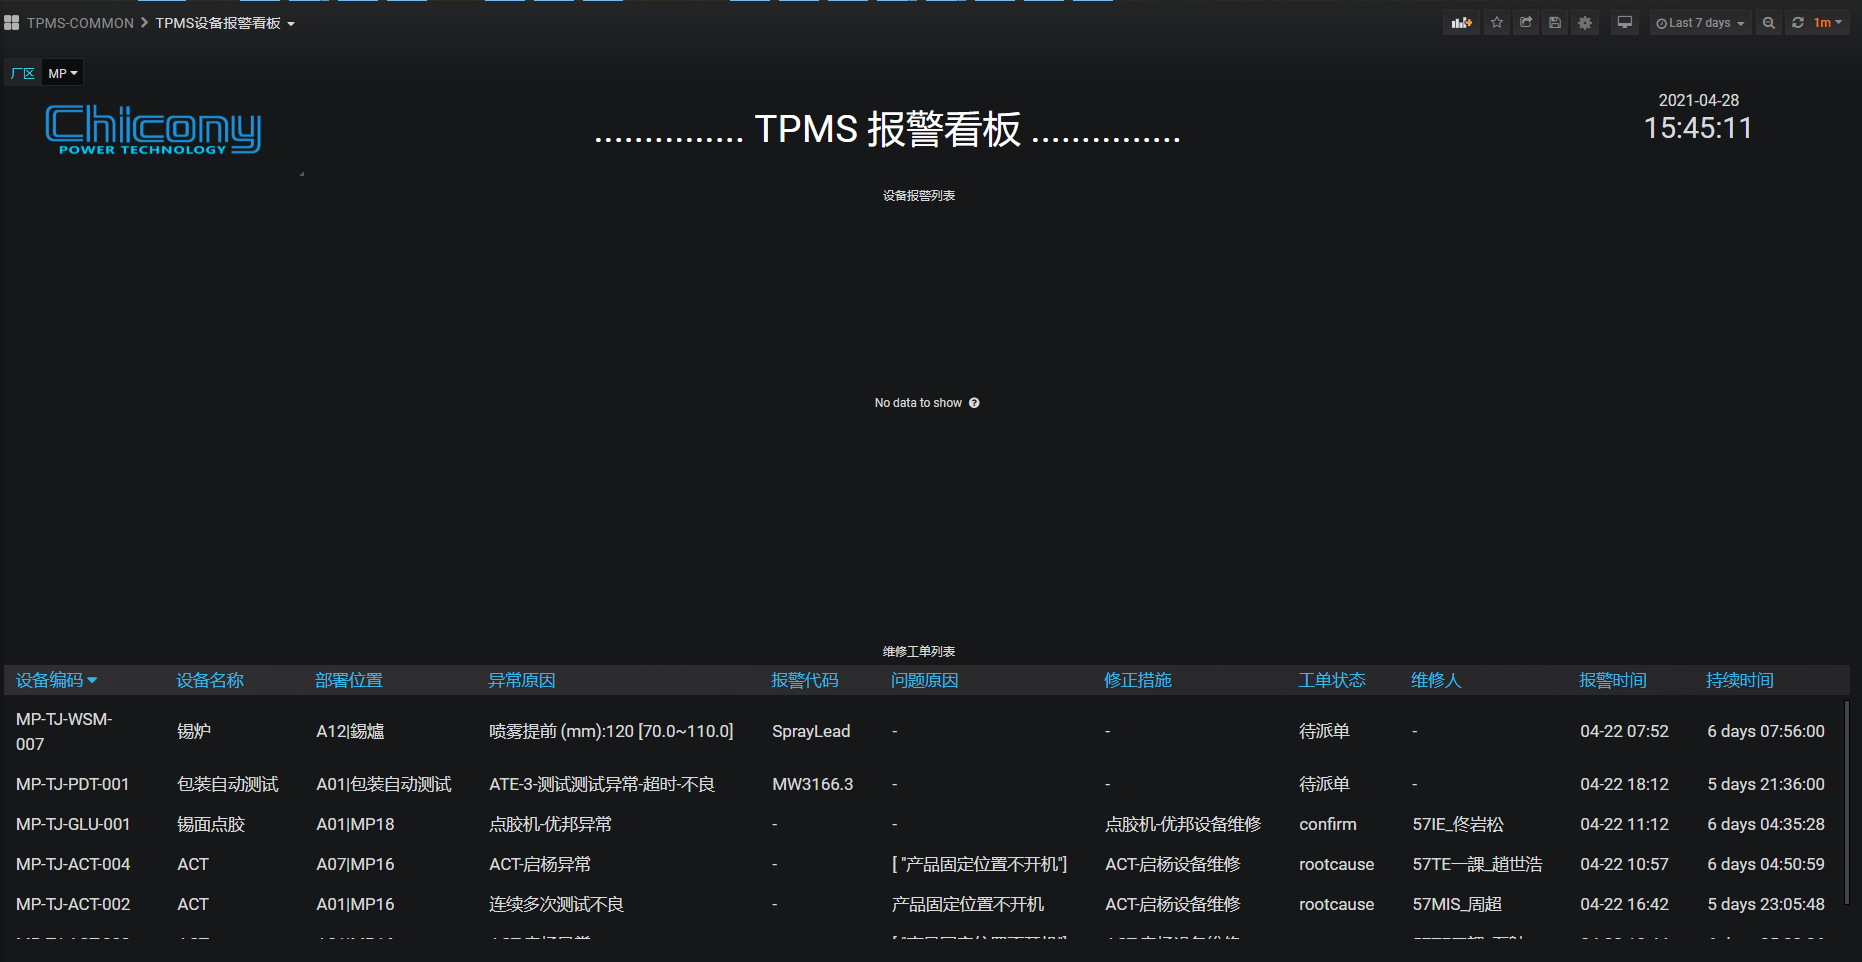 TPMS-COMMON > TPMS设备报警看板
Last 7 days 1m
厂区 MP
Chicony
POWER TECHNOLOGY
............... TPMS 报警看板 ...............
2021-04-28
15:45:11
设备报警列表
No data to show
维修工单列表
设备编码 设备名称 部署位置 异常原因 报警代码 问题原因 修正措施 工单状态 维修人 报警时间 持续时间
MP-TJ-WSM-
007 锡炉 A12|錫爐 喷雾提前 (mm):120 [70.0~110.0] SprayLead - - 待派单 - 04-22 07:52 6 days 07:56:00
MP-TJ-PDT-001 包装自动测试 A01|包装自动测试 ATE-3-测试测试异常-超时-不良 MW3166.3 - - 待派单 - 04-22 18:12 5 days 21:36:00
MP-TJ-GLU-001 锡面点胶 A01|MP18 点胶机-优邦异常 - - 点胶机-优邦设备维修 confirm 57IE_佟岩松 04-22 11:12 6 days 04:35:28
MP-TJ-ACT-004 ACT A07|MP16 ACT-启杨异常 - [ "产品固定位置不开机"] ACT-启杨设备维修 rootcause 57TE一課_趙世浩 04-22 10:57 6 days 04:50:59
MP-TJ-ACT-002 ACT A01|MP16 连续多次测试不良 - 产品固定位置不开机 ACT-启杨设备维修 rootcause 57MIS_周超 04-22 16:42 5 days 23:05:48